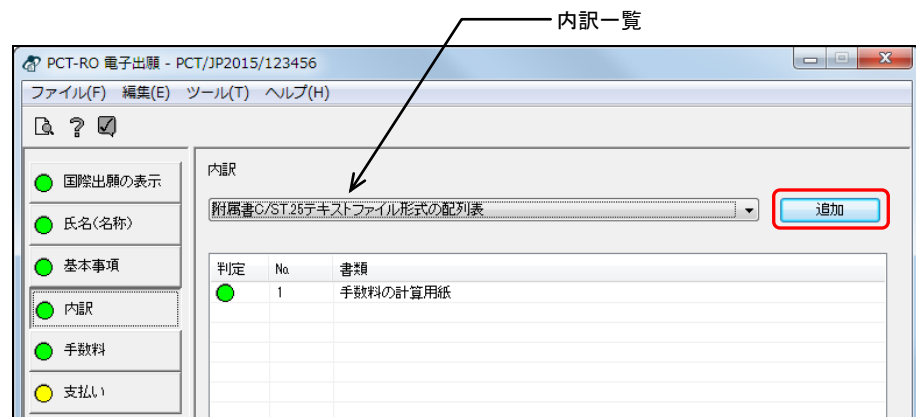 内訳一覧
PCT-RO 電子出願 - PCT/JP2015/123456
ファイル(F) 編集(E) ツール(T) ヘルプ(H)
国際出願の表示
氏名(名称)
基本事項
内訳
手数料
支払い
内訳
附属書C/ST.25テキストファイル形式の配列表
追加
判定 No. 書類
1 手数料の計算用紙